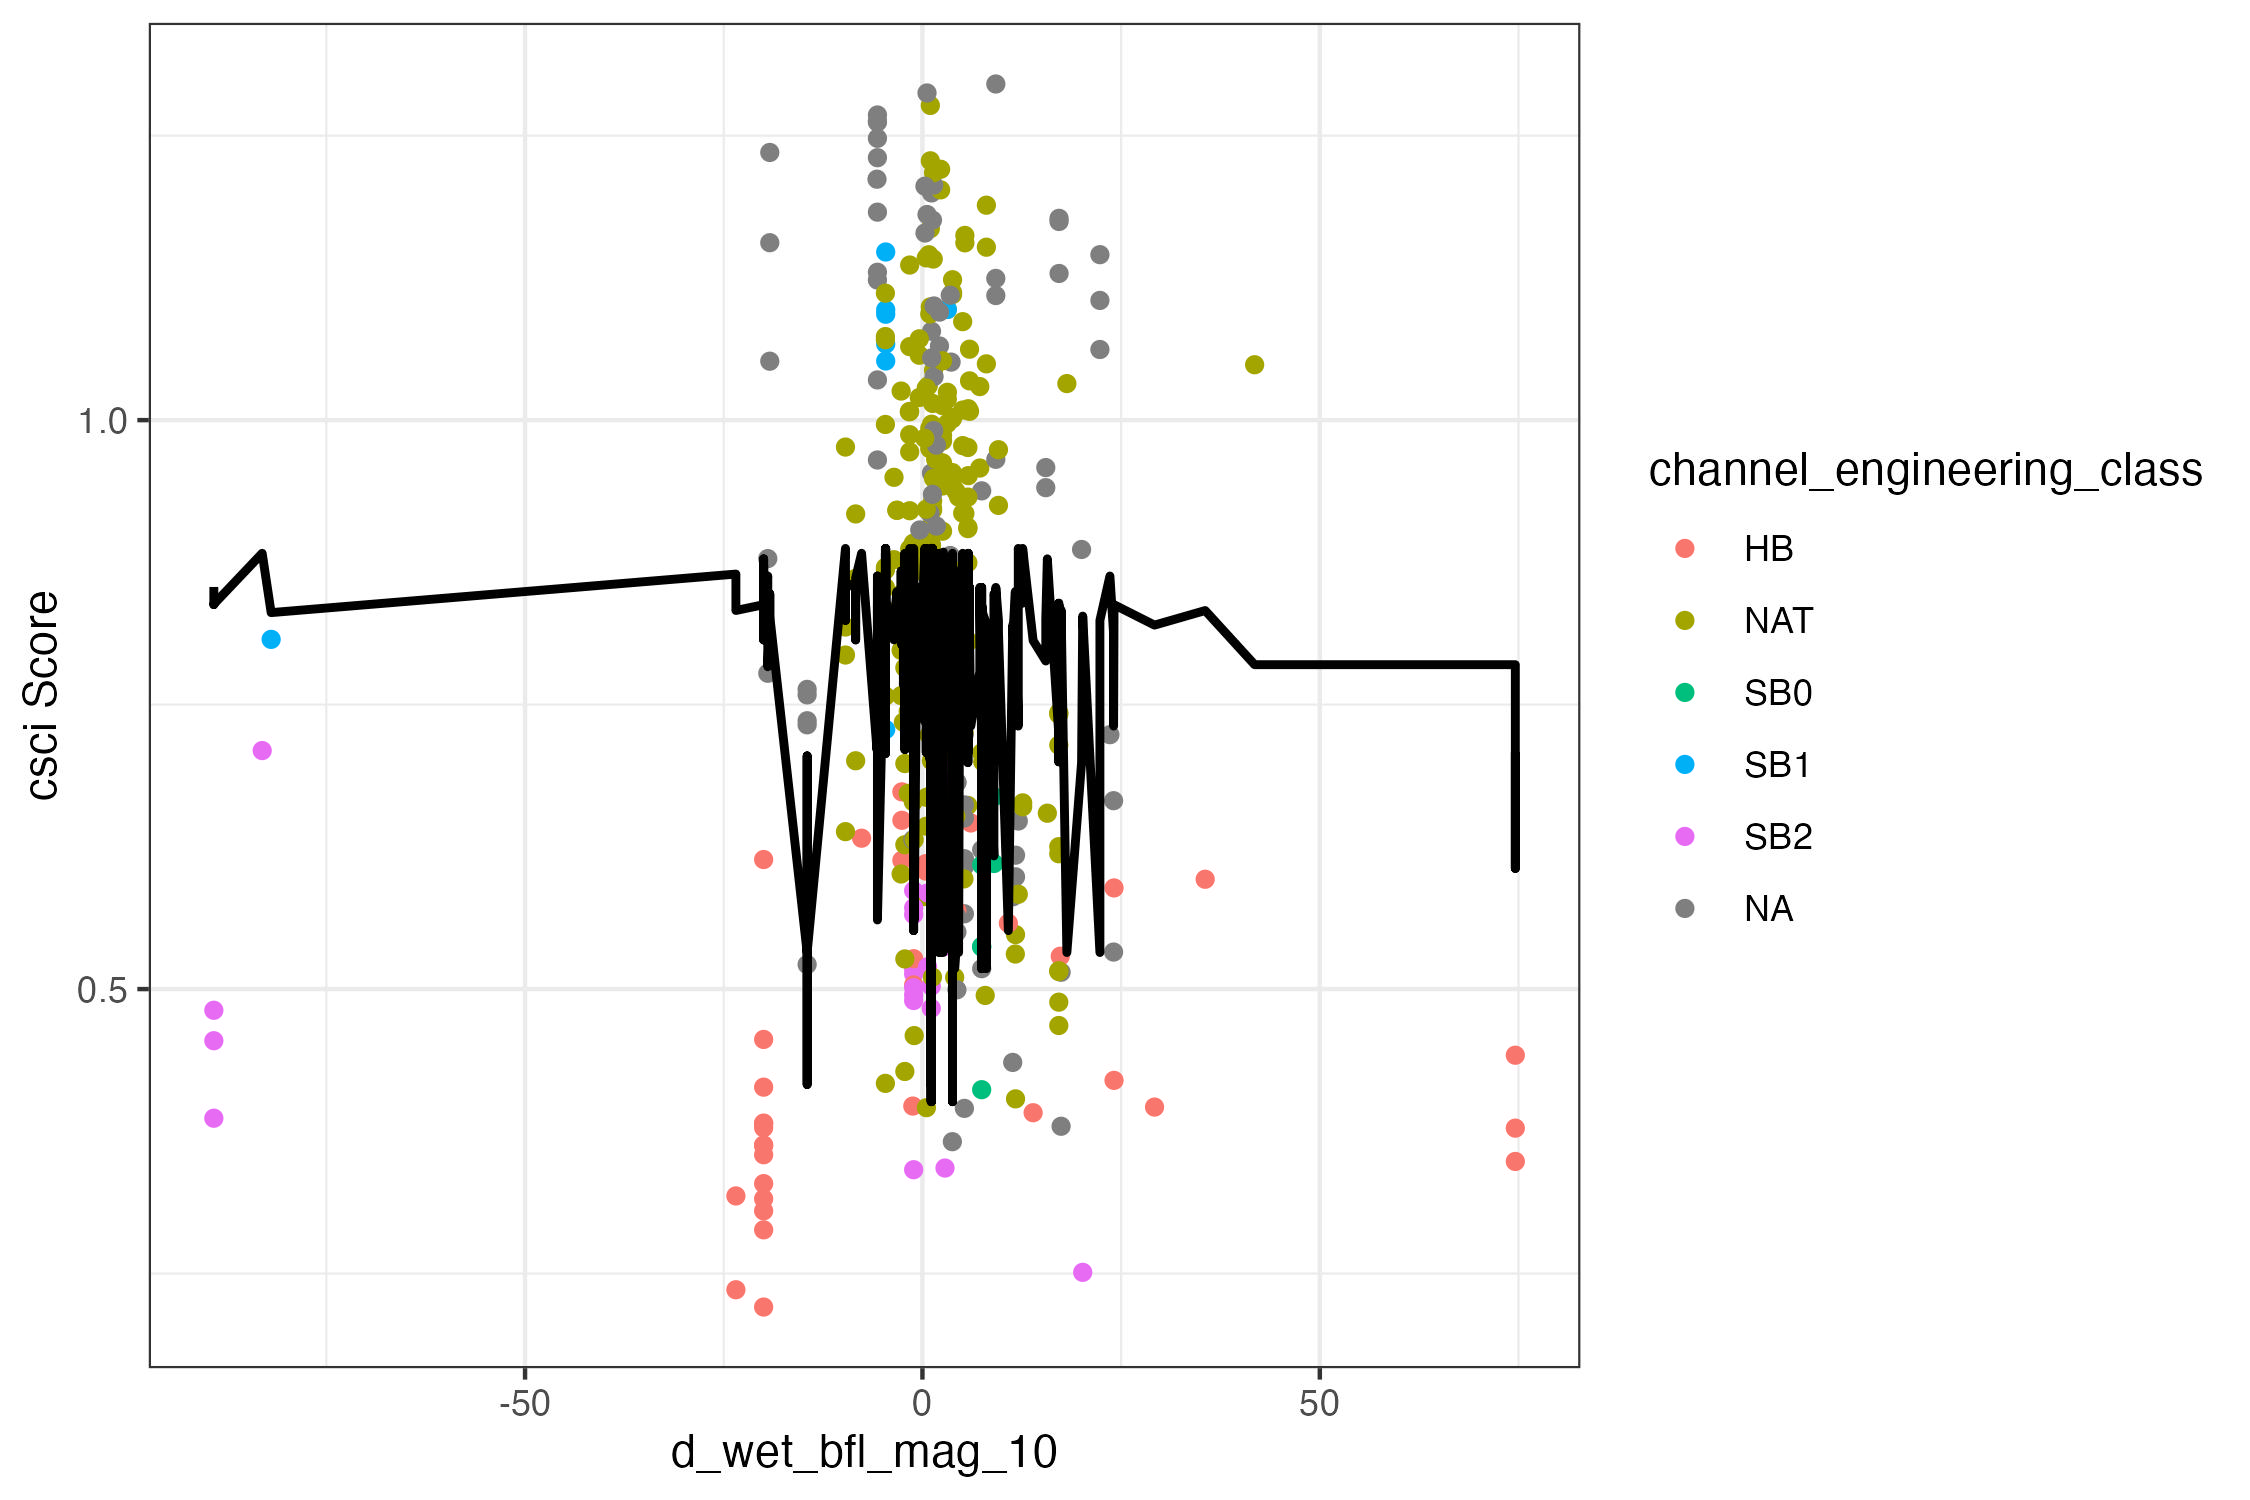 csci Score
1.0
0.5
-50
0
50
d_wet_bfl_mag_10
channel_engineering_class
HB
NAT
SB0
SB1
SB2
NA